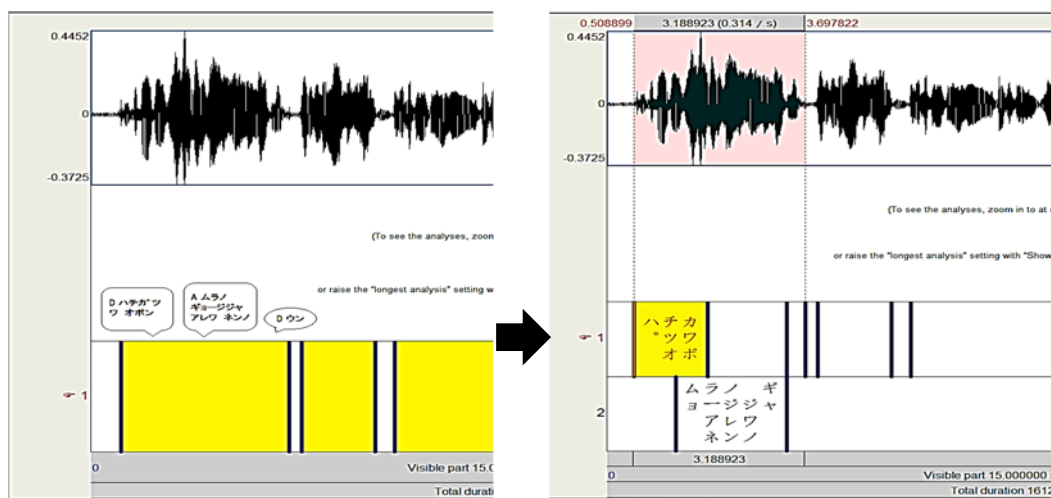 0.4452
0
-0.3725
(To see the analyses, zoom
or raise the "longest analysis" setting w
D ハチガ°ツ
ワ オボン
A ムラノ
ギョージジャ
アレワ ネンノ
D ウン
☞ 1
0
Visible part 15.0
Total durati
0.508899 3.188923 (0.314 / s) 3.697822
0.4452
0
-0.3725
(To see the analyses, zoom in to at
or raise the "longest analysis" setting with "Show
☞ 1
カワボ
ハチツオ
°
2
ムラノ ギ
ョージジャ
アレワ
ネンノ
3.188923
0
Visible part 15.000000
Total duration 1612